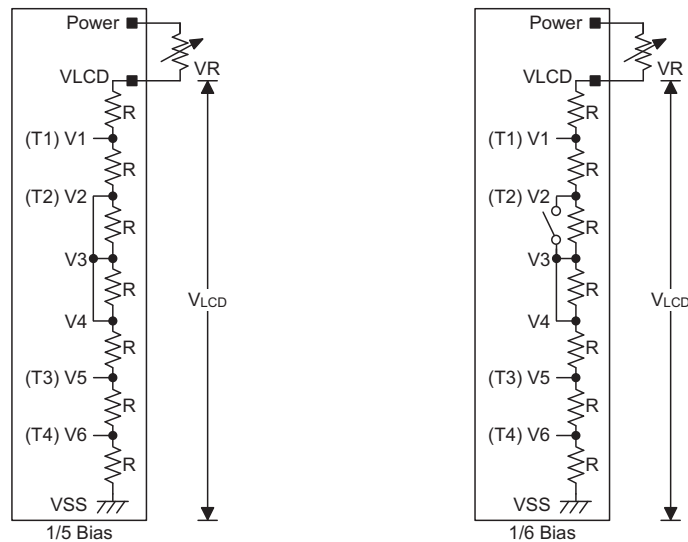 Power
VR
VLCD
R
(T1) V1
R
(T2) V2
R
V3
R
VLCD
V4
R
(T3) V5
R
(T4) V6
R
VSS
1/5 Bias
Power
VR
VLCD
R
(T1) V1
R
(T2) V2
R
V3
R
VLCD
V4
R
(T3) V5
R
(T4) V6
R
VSS
1/6 Bias